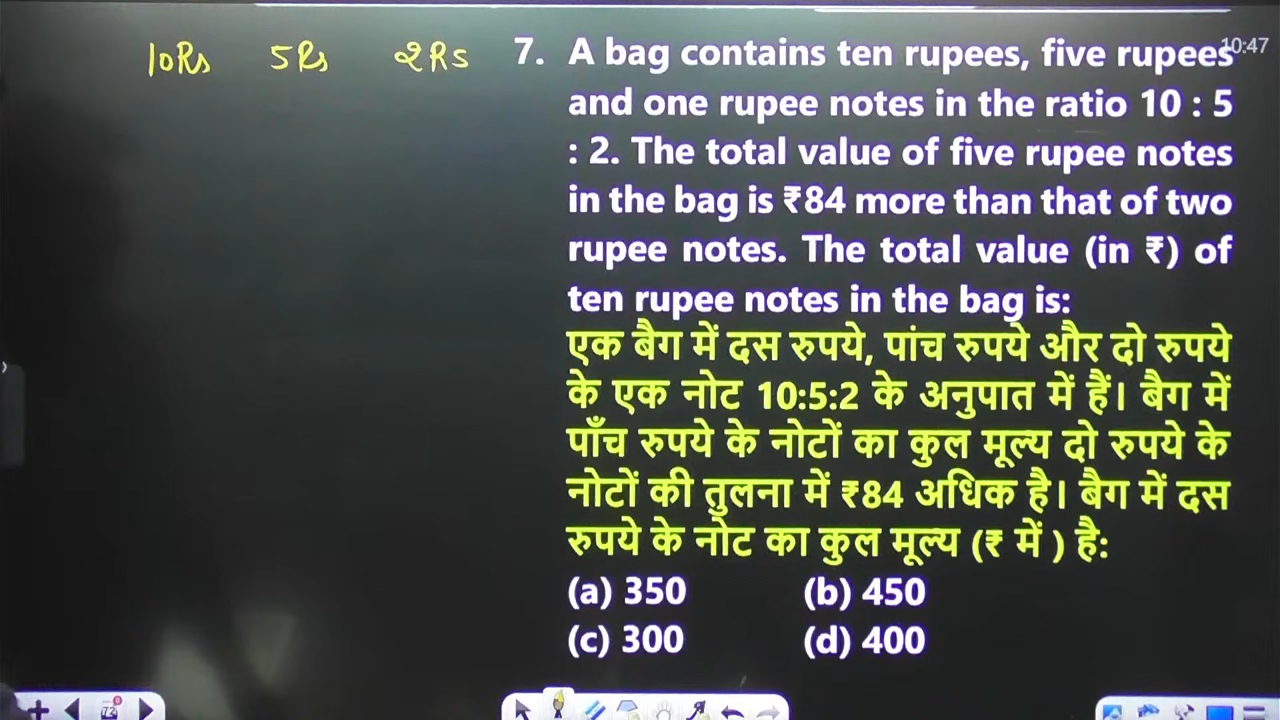 10Rs 5Rs 2Rs
10:47
7. A bag contains ten rupees, five rupees
and one rupee notes in the ratio 10 : 5
: 2. The total value of five rupee notes
in the bag is ₹84 more than that of two
rupee notes. The total value (in ₹) of
ten rupee notes in the bag is:
एक बैग में दस रुपये, पांच रुपये और दो रुपये
के एक नोट 10:5:2 के अनुपात में हैं। बैग में
पाँच रुपये के नोटों का कुल मूल्य दो रुपये के
नोटों की तुलना में ₹84 अधिक है। बैग में दस
रुपये के नोट का कुल मूल्य (₹ में ) है:
(a) 350 (b) 450
(c) 300 (d) 400